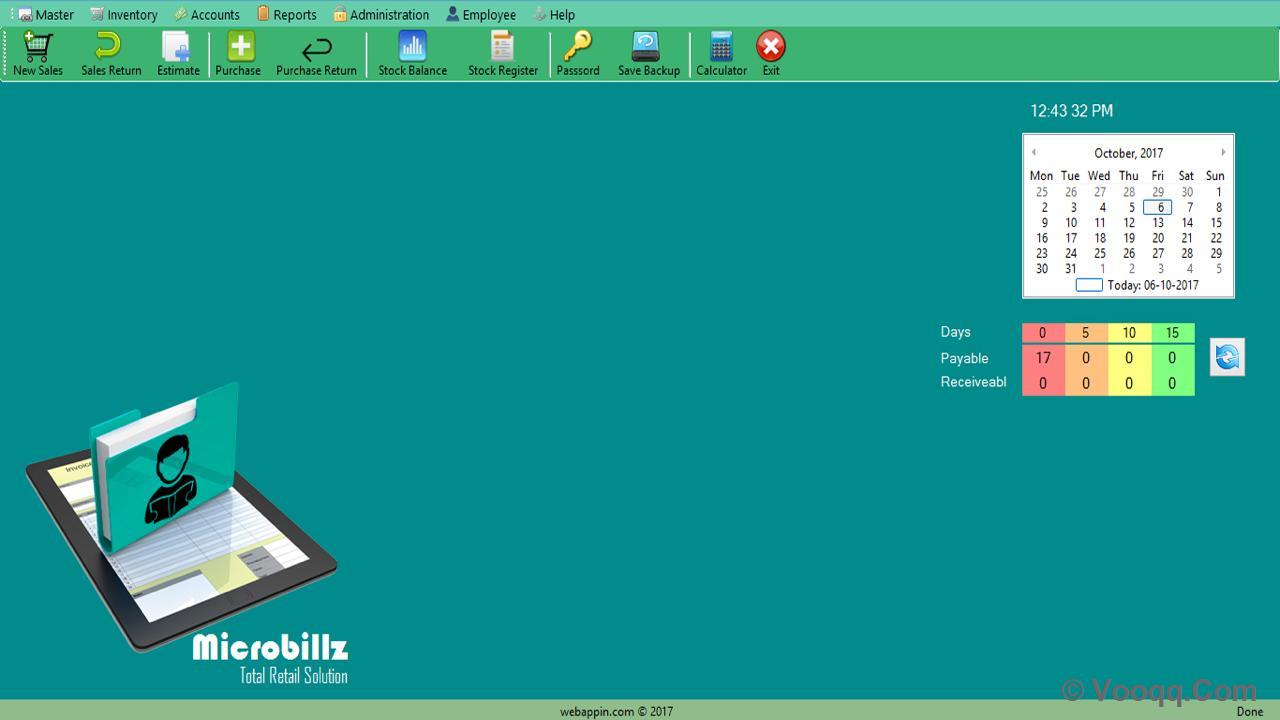 Master Inventory Accounts Reports Administration Employee Help
New Sales Sales Return Estimate Purchase Purchase Return Stock Balance Stock Register Passsord Save Backup Calculator Exit
12:43 32 PM
October, 2017
Mon Tue Wed Thu Fri Sat Sun
25 26 27 28 29 30 1
2 3 4 5 6 7 8
9 10 11 12 13 14 15
16 17 18 19 20 21 22
23 24 25 26 27 28 29
30 31 1 2 3 4 5
Today: 06-10-2017
Days 0 5 10 15
Payable 17 0 0 0
Receiveabl 0 0 0 0
Invoice
Microbillz
Total Retail Solution
© Vooqq.Com
webappin.com © 2017 Done